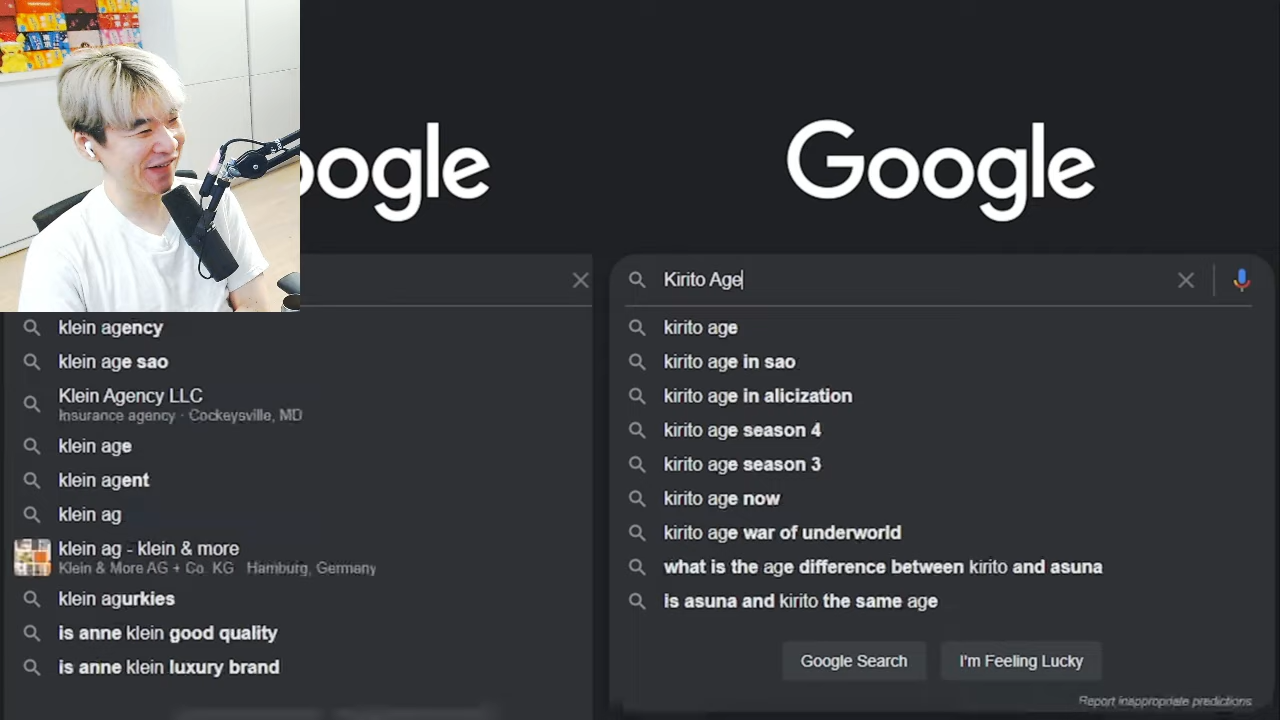 oogle
klein agency
klein age sao
Klein Agency LLC
Insurance agency · Cockeysville, MD
klein age
klein agent
klein ag
klein ag - klein & more
Klein & More AG + Co. KG Hamburg, Germany
klein agurkies
is anne klein good quality
is anne klein luxury brand
Google
Kirito Age
kirito age
kirito age in sao
kirito age in alicization
kirito age season 4
kirito age season 3
kirito age now
kirito age war of underworld
what is the age difference between kirito and asuna
is asuna and kirito the same age
Google Search
I'm Feeling Lucky
Report inappropriate predictions